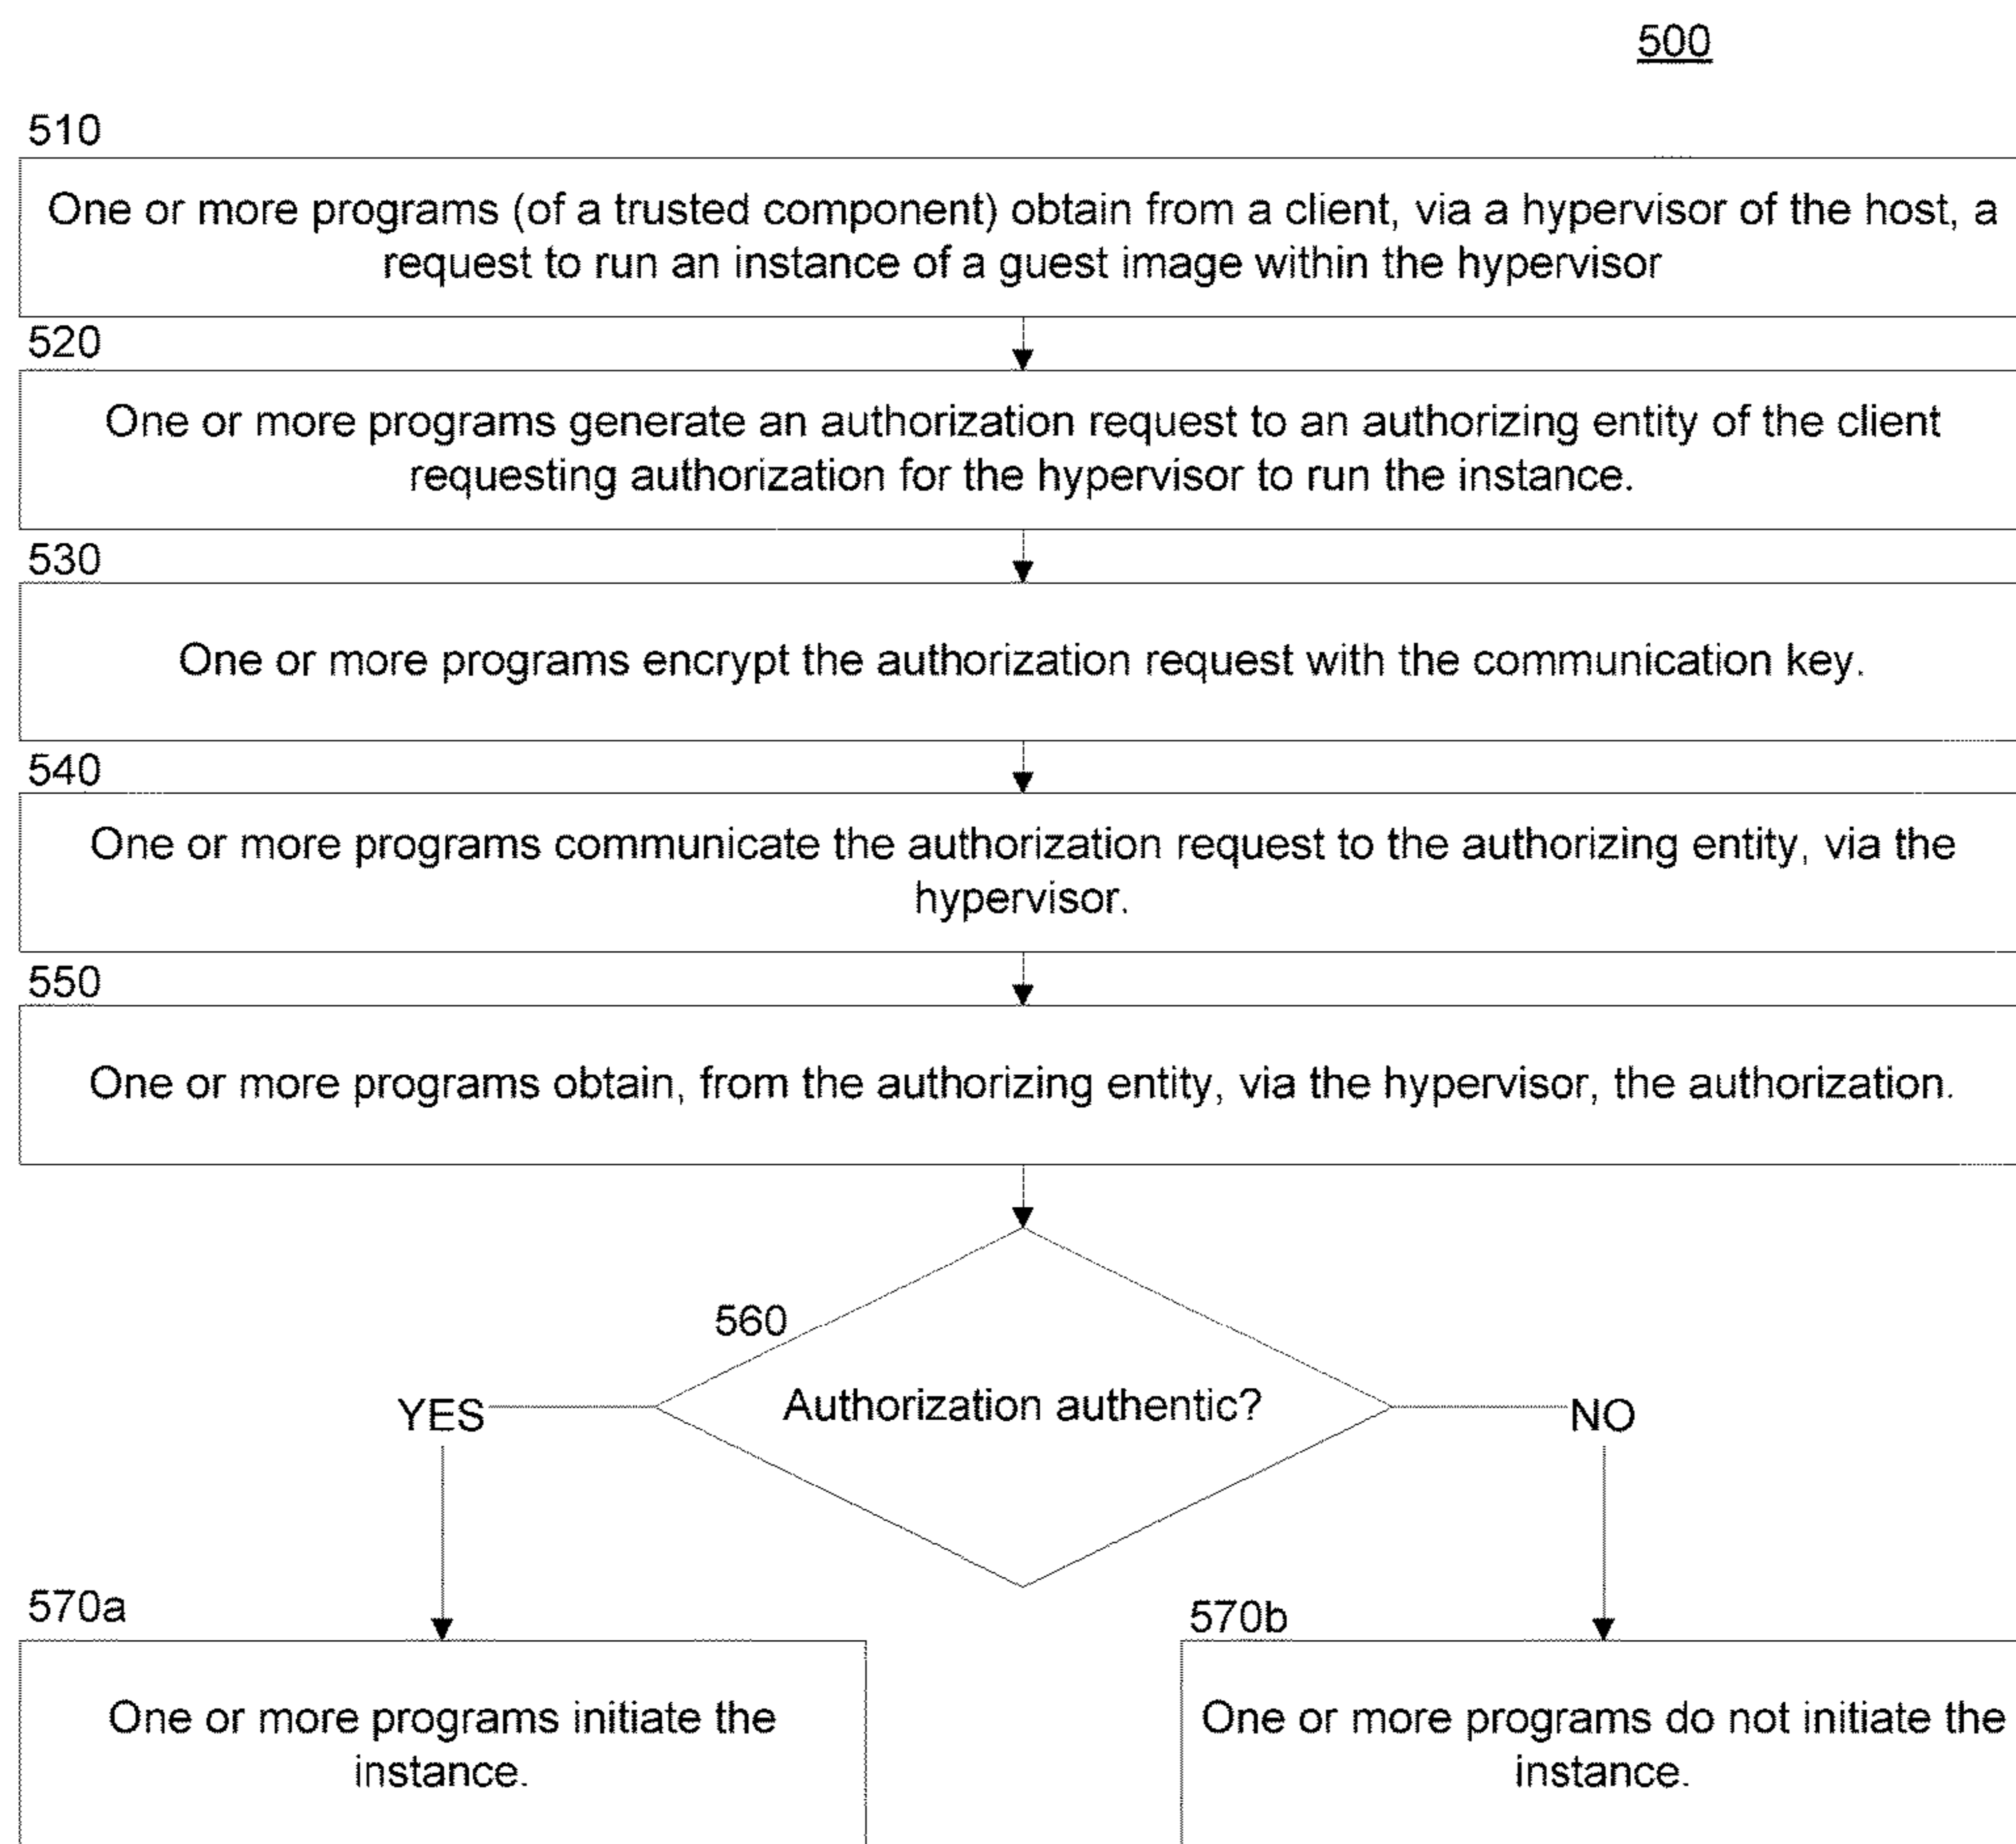 500
510
One or more programs (of a trusted component) obtain from a client, via a hypervisor of the host, a
request to run an instance of a guest image within the hypervisor
520
One or more programs generate an authorization request to an authorizing entity of the client
requesting authorization for the hypervisor to run the instance.
530
One or more programs encrypt the authorization request with the communication key.
540
One or more programs communicate the authorization request to the authorizing entity, via the
hypervisor.
550
One or more programs obtain, from the authorizing entity, via the hypervisor, the authorization.
560
Authorization authentic?
YES
NO
570a
One or more programs initiate the
instance.
570b
One or more programs do not initiate the
instance.